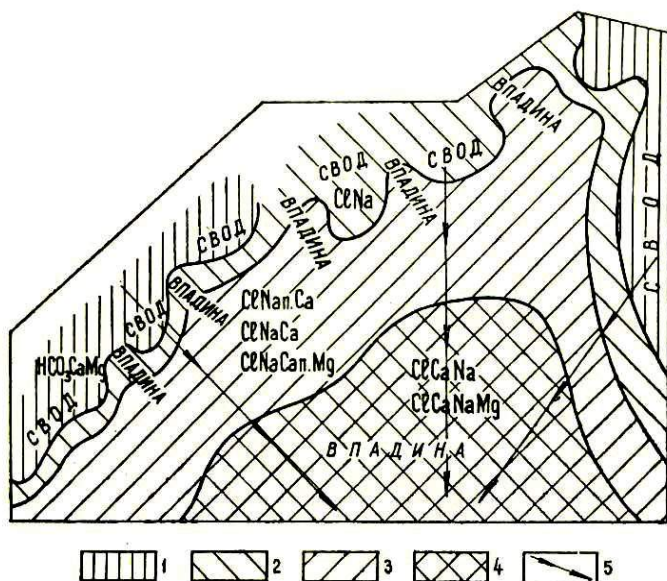 ВПАДИНА
СВОД
СВОД
СВОД
ClNa
ВПАДИНА
ВПАДИНА
СВОД
СВОД
ВПАДИНА
ClNaп.Ca
ClNaCa
ClNaCaп.Mg
HCO3CaMg
СВОД
ВПАДИНА
СВОД
ClCaNa
ClCaNaMg
ВПАДИНА
1 2 3 4 5